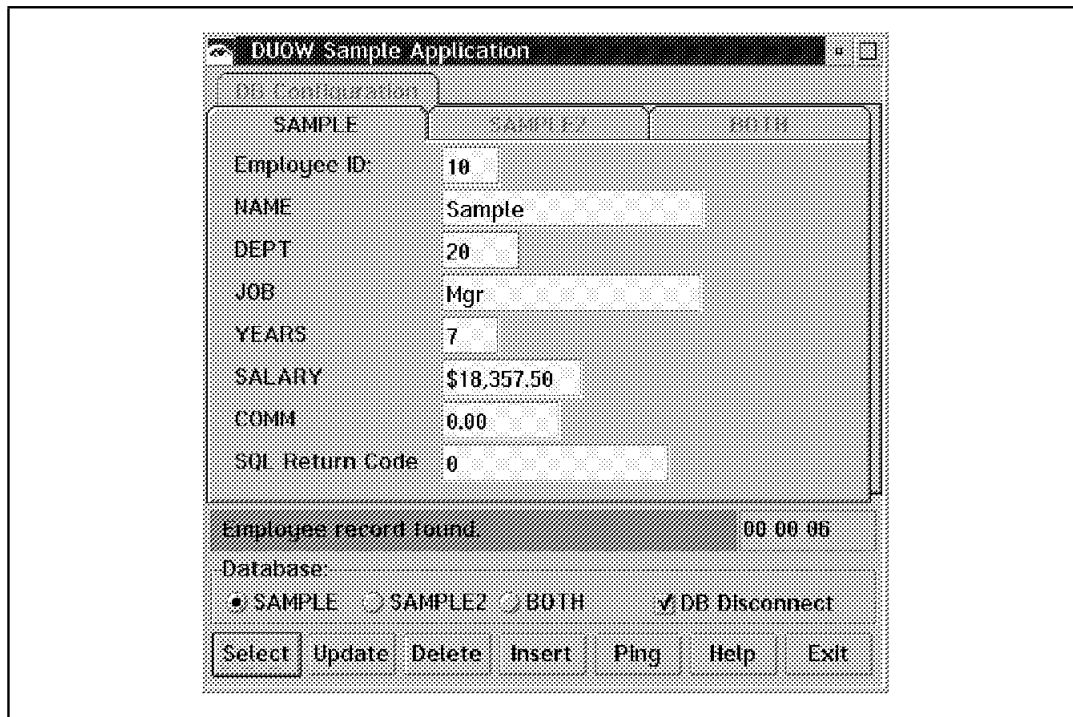 DUOW Sample Application
DB Configuration
SAMPLE SAMPLE2 BOTH
Employee ID: 10
NAME Sample
DEPT 20
JOB Mgr
YEARS 7
SALARY $18,357.50
COMM 0.00
SQL Return Code 0
Employee record found. 00 00 06
Database:
SAMPLE SAMPLE2 BOTH DB Disconnect
Select Update Delete Insert Ping Help Exit